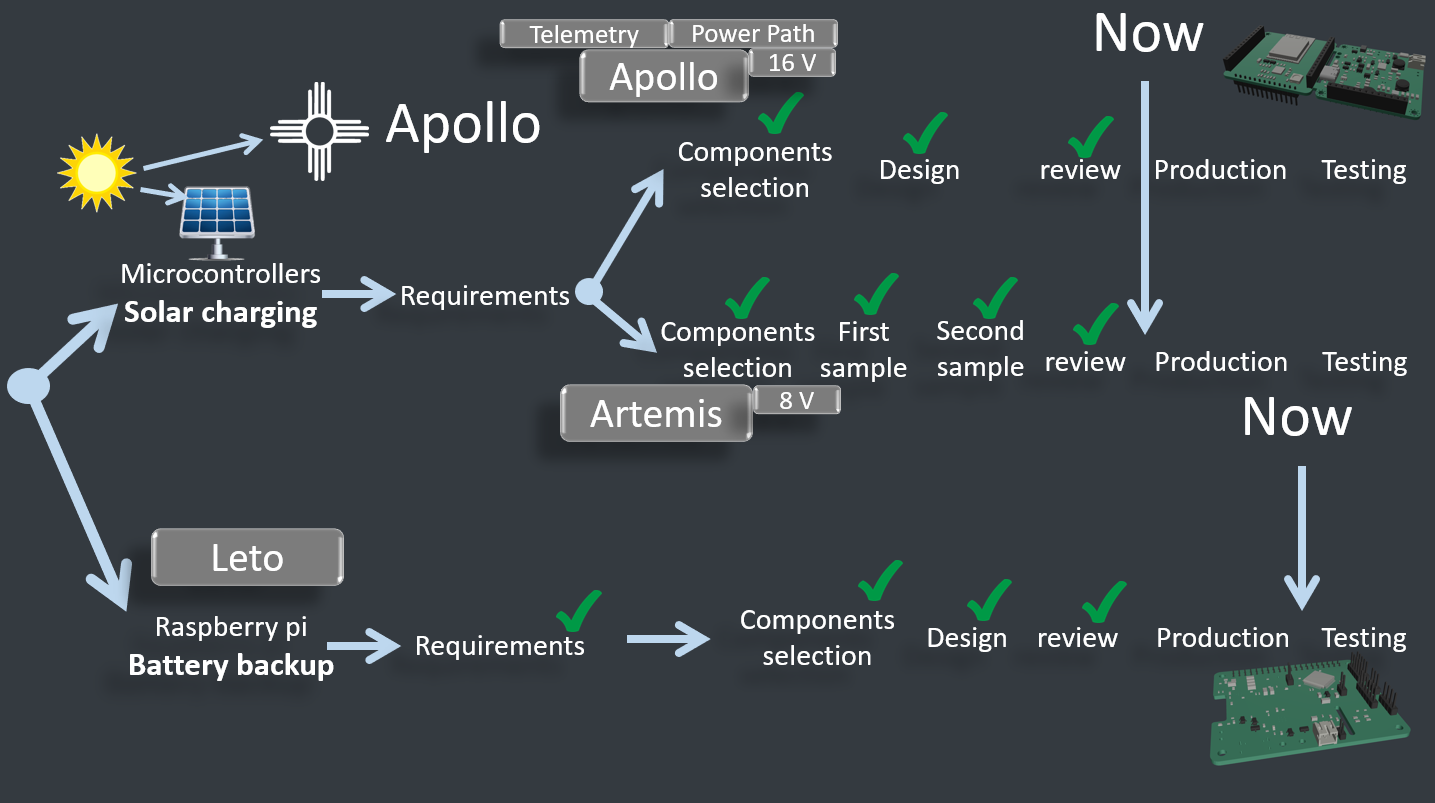 Telemetry
Power Path
Apollo
16 V
Now
Apollo
Components
selection
Design
review
Production
Testing
Microcontrollers
Solar charging
Requirements
Components
selection
First
sample
Second
sample
review
Production
Testing
Artemis
8 V
Now
Leto
Raspberry pi
Battery backup
Requirements
Components
selection
Design
review
Production
Testing